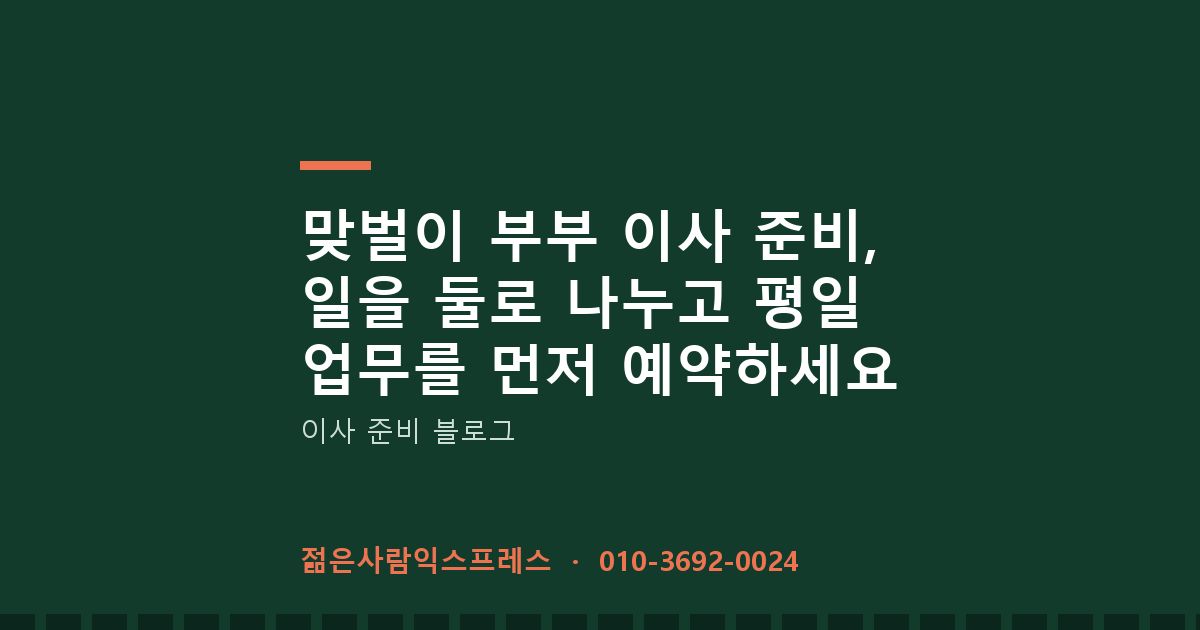 맞벌이 부부 이사 준비,
일을 둘로 나누고 평일
업무를 먼저 예약하세요
이사 준비 블로그
젊은사람익스프레스 · 010-3692-0024